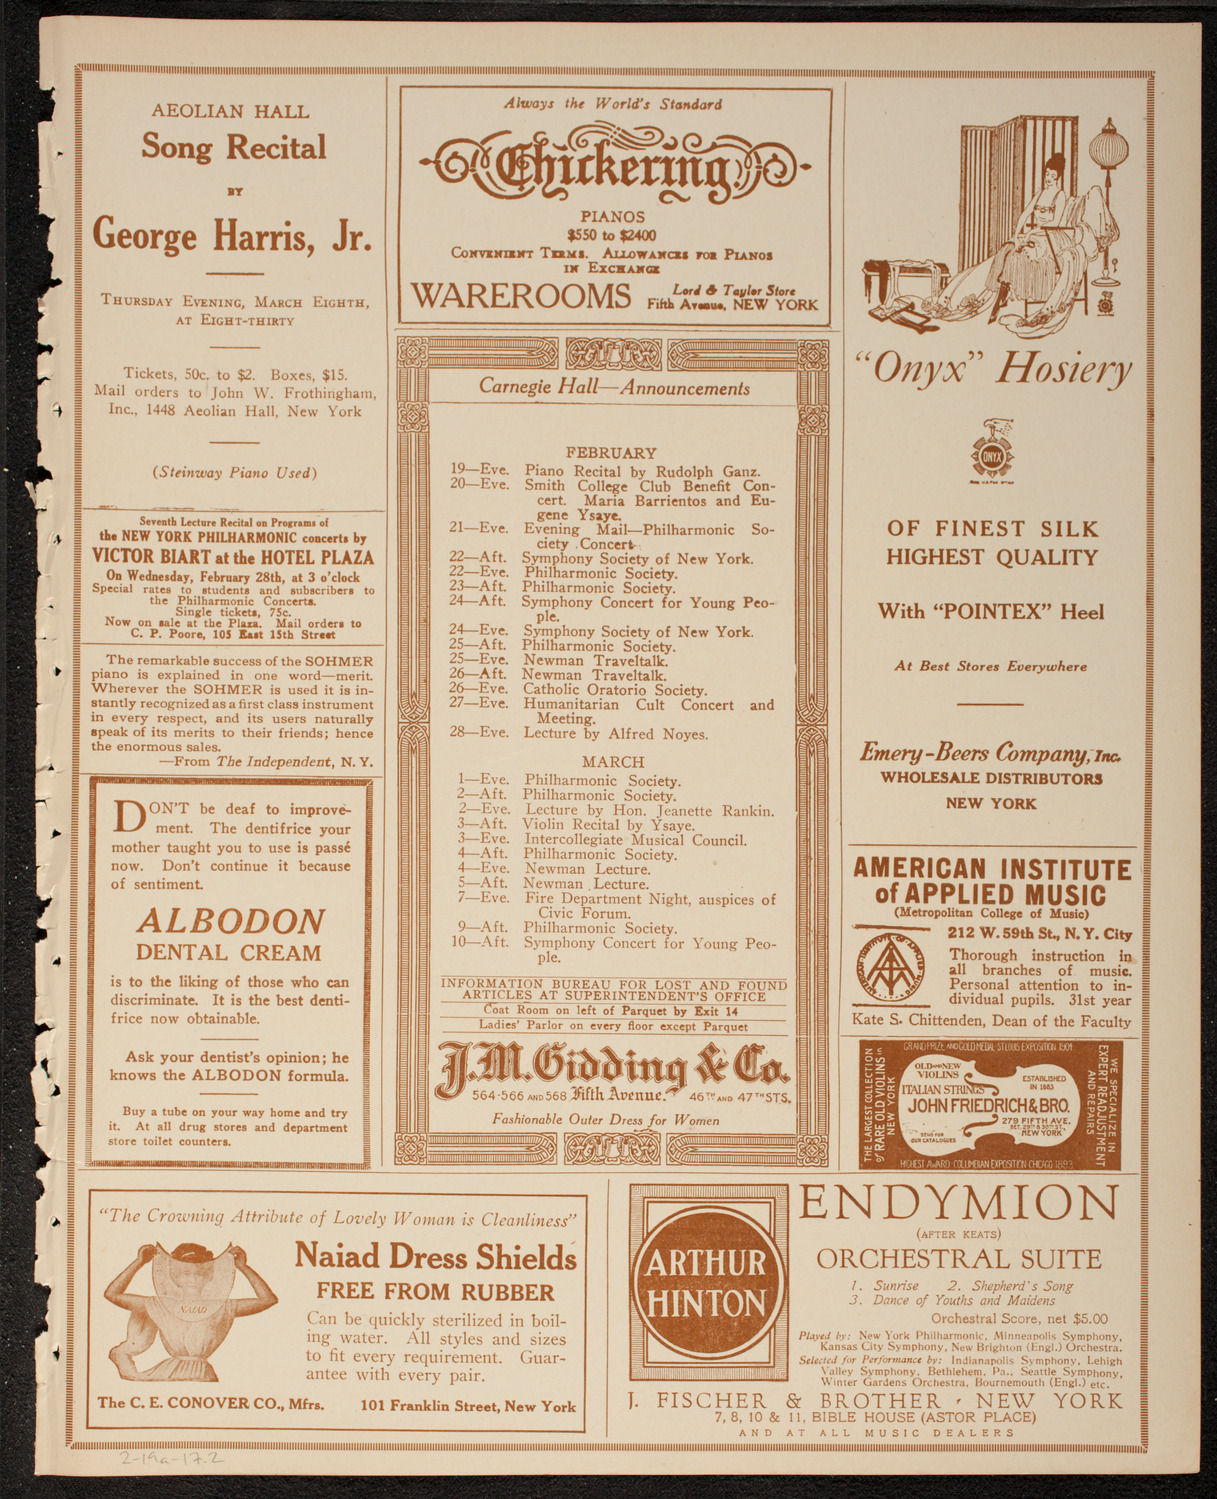 AEOLIAN HALL
Song Recital
BY
George Harris, Jr.
THURSDAY EVENING, MARCH EIGHTH,
AT EIGHT-THIRTY
Tickets, 50c. to $2. Boxes, $15.
Mail orders to John W. Frothingham,
Inc., 1448 Aeolian Hall, New York
(Steinway Piano Used)
Seventh Lecture Recital on Programs of
the NEW YORK PHILHARMONIC concerts by
VICTOR BIART at the HOTEL PLAZA
On Wednesday, February 28th, at 3 o'clock
Special rates to students and subscribers to
the Philharmonic Concerts.
Single tickets, 75c.
Now on sale at the Plaza. Mail orders to
C. P. Poore, 105 East 15th Street
The remarkable success of the SOHMER
piano is explained in one word—merit.
Wherever the SOHMER is used it is in-
stantly recognized as a first class instrument
in every respect, and its users naturally
speak of its merits to their friends; hence
the enormous sales.
—From The Independent, N. Y.
DON'T be deaf to improve-
ment. The dentifrice your
mother taught you to use is passé
now. Don't continue it because
of sentiment.
ALBODON
DENTAL CREAM
is to the liking of those who can
discriminate. It is the best denti-
frice now obtainable.
Ask your dentist's opinion; he
knows the ALBODON formula.
Buy a tube on your way home and try
it. At all drug stores and department
store toilet counters.
Always the World's Standard
Chickering
PIANOS
$550 to $2400
CONVENIENT TERMS. ALLOWANCES FOR PIANOS
IN EXCHANGE
WAREROOMS
Lord & Taylor Store
Fifth Avenue, NEW YORK
Carnegie Hall—Announcements
FEBRUARY
19—Eve. Piano Recital by Rudolph Ganz.
20—Eve. Smith College Club Benefit Con-
cert. Maria Barrientos and Eu-
gene Ysaye.
21—Eve. Evening Mail—Philharmonic So-
ciety Concert.
22—Aft. Symphony Society of New York.
22—Eve. Philharmonic Society.
23—Aft. Philharmonic Society.
24—Aft. Symphony Concert for Young Peo-
ple.
24—Eve. Symphony Society of New York.
25—Aft. Philharmonic Society.
25—Eve. Newman Traveltalk.
26—Aft. Newman Traveltalk.
26—Eve. Catholic Oratorio Society.
27—Eve. Humanitarian Cult Concert and
Meeting.
28—Eve. Lecture by Alfred Noyes.
MARCH
1—Eve. Philharmonic Society.
2—Aft. Philharmonic Society.
2—Eve. Lecture by Hon. Jeanette Rankin.
3—Aft. Violin Recital by Ysaye.
3—Eve. Intercollegiate Musical Council.
4—Aft. Philharmonic Society.
4—Eve. Newman Lecture.
5—Aft. Newman Lecture.
7—Eve. Fire Department Night, auspices of
Civic Forum.
9—Aft. Philharmonic Society.
10—Aft. Symphony Concert for Young Peo-
ple.
INFORMATION BUREAU FOR LOST AND FOUND
ARTICLES AT SUPERINTENDENT'S OFFICE
Coat Room on left of Parquet by Exit 14
Ladies' Parlor on every floor except Parquet
J.M. Gidding & Co.
564-566 AND 568 Fifth Avenue. 46TH AND 47TH STS.
Fashionable Outer Dress for Women
"Onyx" Hosiery
ONYX
OF FINEST SILK
HIGHEST QUALITY
With "POINTEX" Heel
At Best Stores Everywhere
Emery-Beers Company, Inc.
WHOLESALE DISTRIBUTORS
NEW YORK
AMERICAN INSTITUTE
of APPLIED MUSIC
(Metropolitan College of Music)
212 W. 59th St., N. Y. City
Thorough instruction in
all branches of music.
Personal attention to in-
dividual pupils. 31st year
Kate S. Chittenden, Dean of the Faculty
GRAND PRIZE AND GOLD MEDAL ST. LOUIS EXPOSITION 1904
THE LARGEST COLLECTION
of RARE OLD VIOLINS in
NEW YORK
OLD AND NEW
VIOLINS
ITALIAN STRINGS
ESTABLISHED
IN 1883
JOHN FRIEDRICH & BRO.
279 FIFTH AVE.
BET. 29TH & 30TH ST.
NEW YORK
SEND FOR
OUR CATALOGUES
WE SPECIALIZE IN
EXPERT READJUSTMENT
AND REPAIRS
HIGHEST AWARD COLUMBIAN EXPOSITION CHICAGO 1893
"The Crowning Attribute of Lovely Woman is Cleanliness"
NAIAD
Naiad Dress Shields
FREE FROM RUBBER
Can be quickly sterilized in boil-
ing water. All styles and sizes
to fit every requirement. Guar-
antee with every pair.
The C. E. CONOVER CO., Mfrs. 101 Franklin Street, New York
ARTHUR
HINTON
ENDYMION
(AFTER KEATS)
ORCHESTRAL SUITE
1. Sunrise 2. Shepherd's Song
3. Dance of Youths and Maidens
Orchestral Score, net $5.00
Played by: New York Philharmonic, Minneapolis Symphony,
Kansas City Symphony, New Brighton (Engl.) Orchestra.
Selected for Performance by: Indianapolis Symphony, Lehigh
Valley Symphony, Bethlehem, Pa., Seattle Symphony,
Winter Gardens Orchestra, Bournemouth (Engl.) etc.
J. FISCHER & BROTHER · NEW YORK
7, 8, 10 & 11, BIBLE HOUSE (ASTOR PLACE)
AND AT ALL MUSIC DEALERS
2-19a-17.2